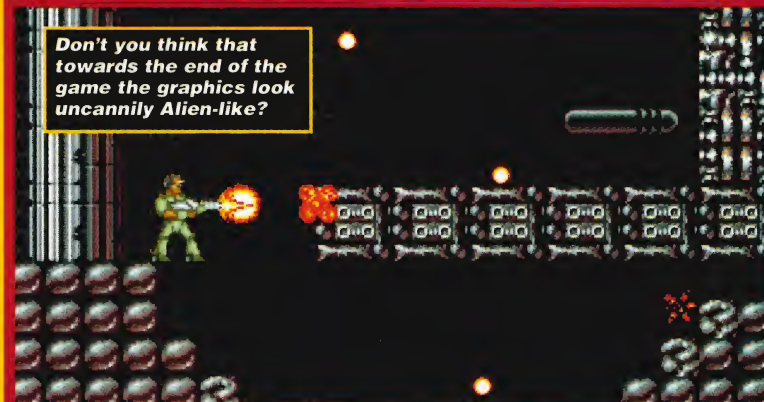 Don't you think that
towards the end of the
game the graphics look
uncannily Alien-like?